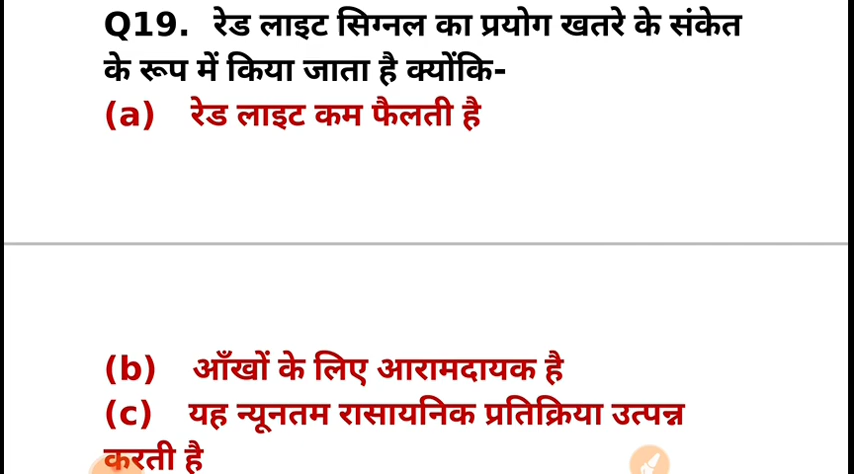 Q19. रेड लाइट सिग्नल का प्रयोग खतरे के संकेत
के रूप में किया जाता है क्योंकि-
(a) रेड लाइट कम फैलती है
(b) आँखों के लिए आरामदायक है
(c) यह न्यूनतम रासायनिक प्रतिक्रिया उत्पन्न
करती है